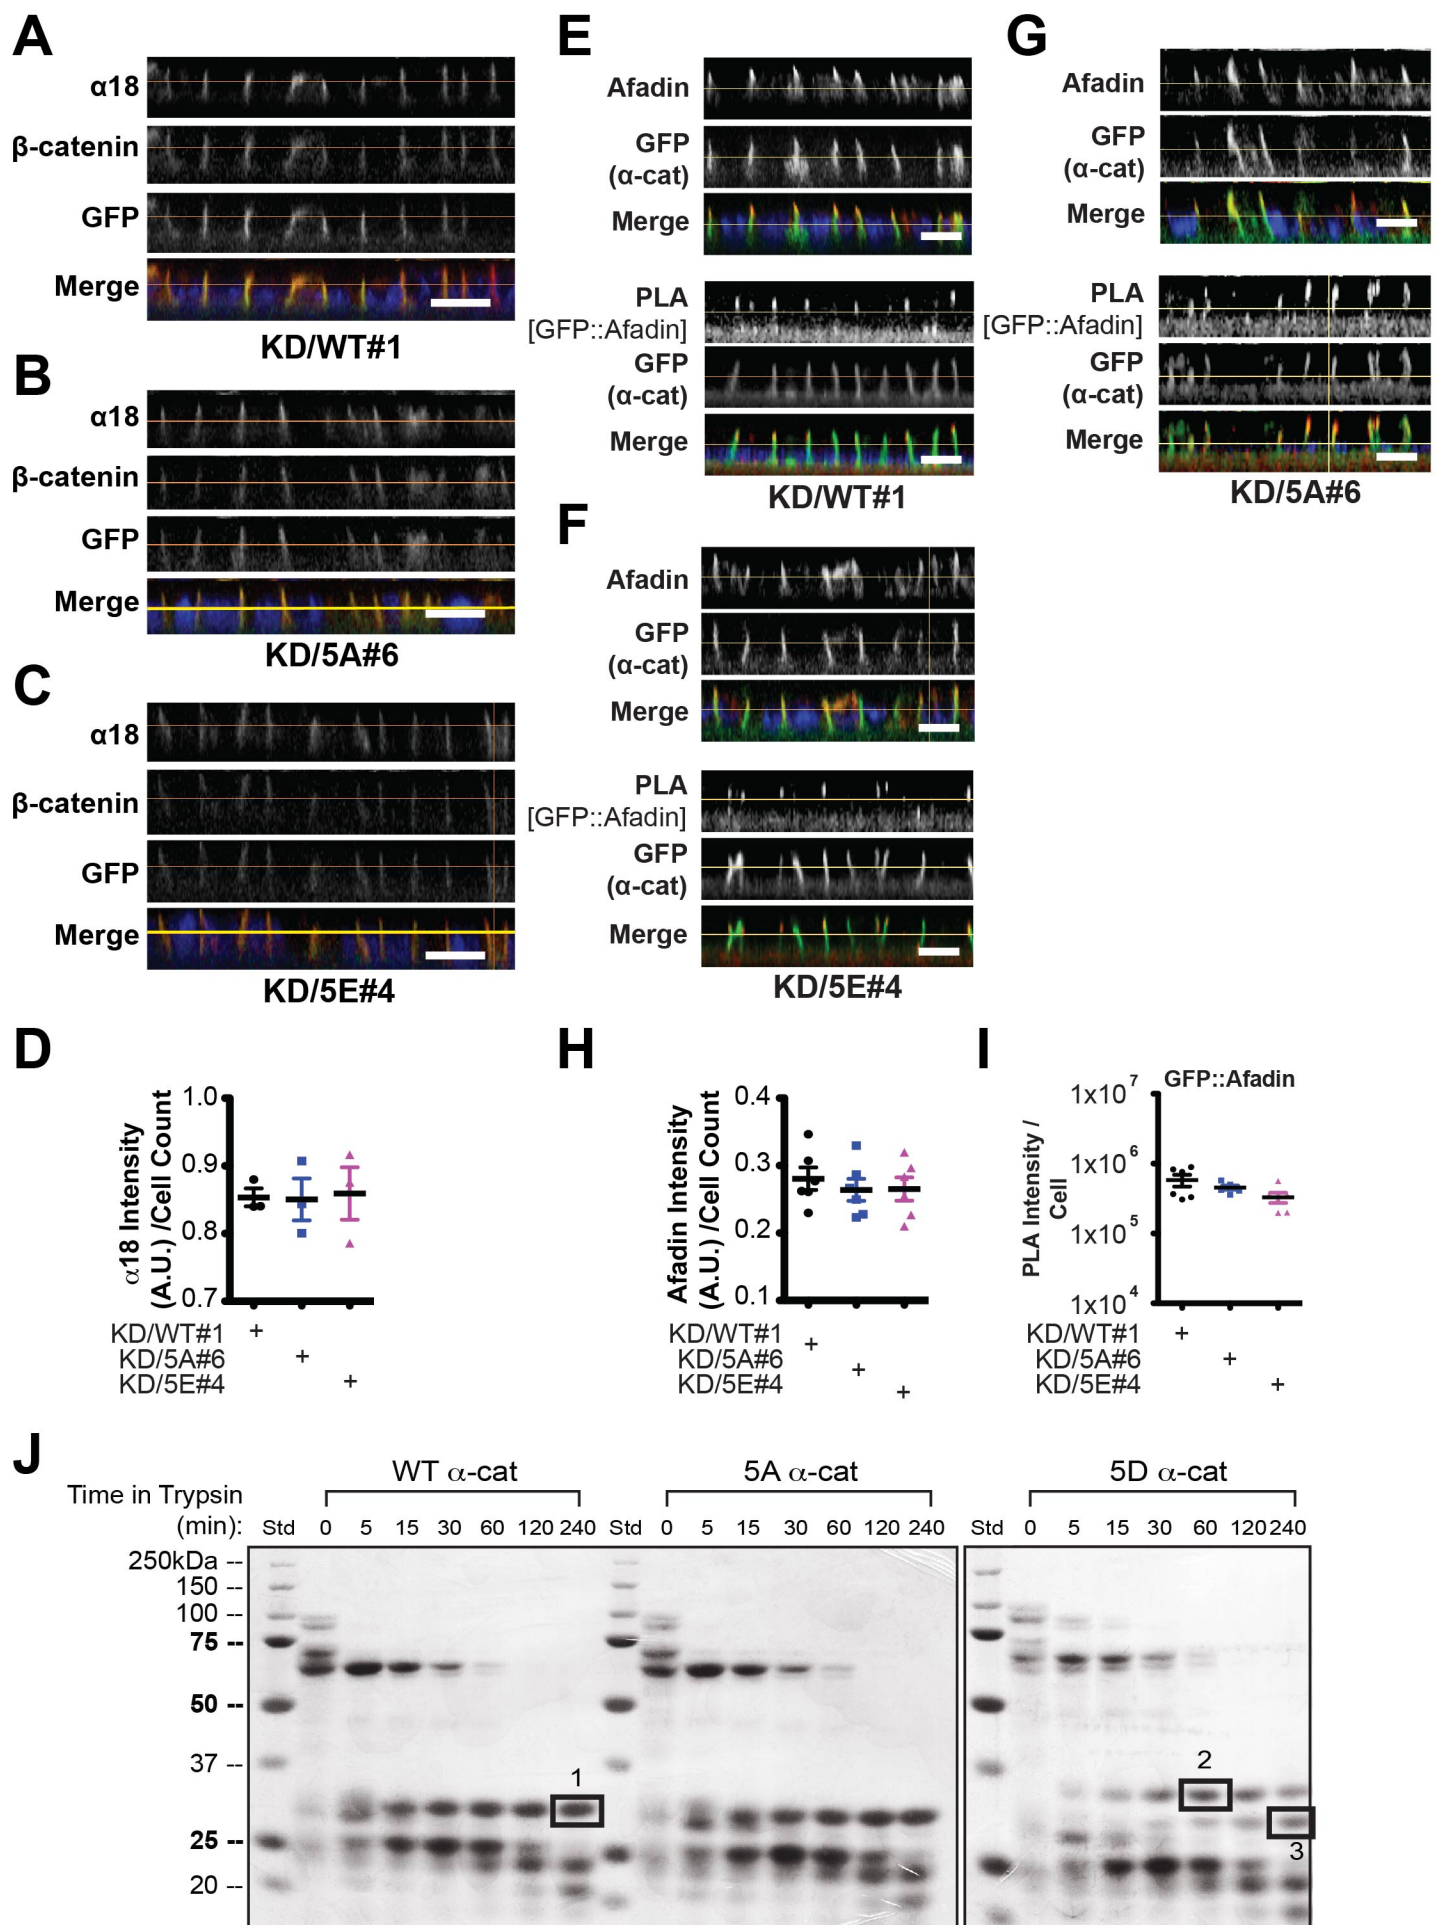 A
α18
β-catenin
GFP
Merge
KD/WT#1
B
α18
β-catenin
GFP
Merge
KD/5A#6
C
α18
β-catenin
GFP
Merge
KD/5E#4
E
Afadin
GFP
(α-cat)
Merge
PLA
[GFP::Afadin]
GFP
(α-cat)
Merge
KD/WT#1
F
Afadin
GFP
(α-cat)
Merge
PLA
[GFP::Afadin]
GFP
(α-cat)
Merge
KD/5E#4
G
Afadin
GFP
(α-cat)
Merge
PLA
[GFP::Afadin]
GFP
(α-cat)
Merge
KD/5A#6
D
α18 Intensity
(A.U.) /Cell Count
1.0
0.9
0.8
0.7
KD/WT#1 +
KD/5A#6 +
KD/5E#4 +
H
Afadin Intensity
(A.U.) /Cell Count
0.4
0.3
0.2
0.1
KD/WT#1 +
KD/5A#6 +
KD/5E#4 +
I
GFP::Afadin
PLA Intensity /
Cell
1x10⁷
1x10⁶
1x10⁵
1x10⁴
KD/WT#1 +
KD/5A#6 +
KD/5E#4 +
J
WT α-cat 5A α-cat 5D α-cat
Time in Trypsin
(min): Std 0 5 15 30 60 120 240 Std 0 5 15 30 60 120 240 Std 0 5 15 30 60 120 240
250kDa --
150 --
100 --
75 --
50 --
37 --
25 --
20 --
1
2
3